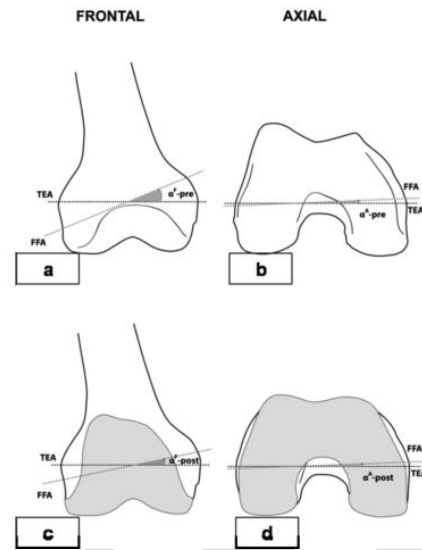 FRONTAL
AXIAL
TEA
αF-pre
FFA
a
FFA
TEA
αA-pre
b
TEA
αF-post
FFA
c
FFA
TEA
αA-post
d